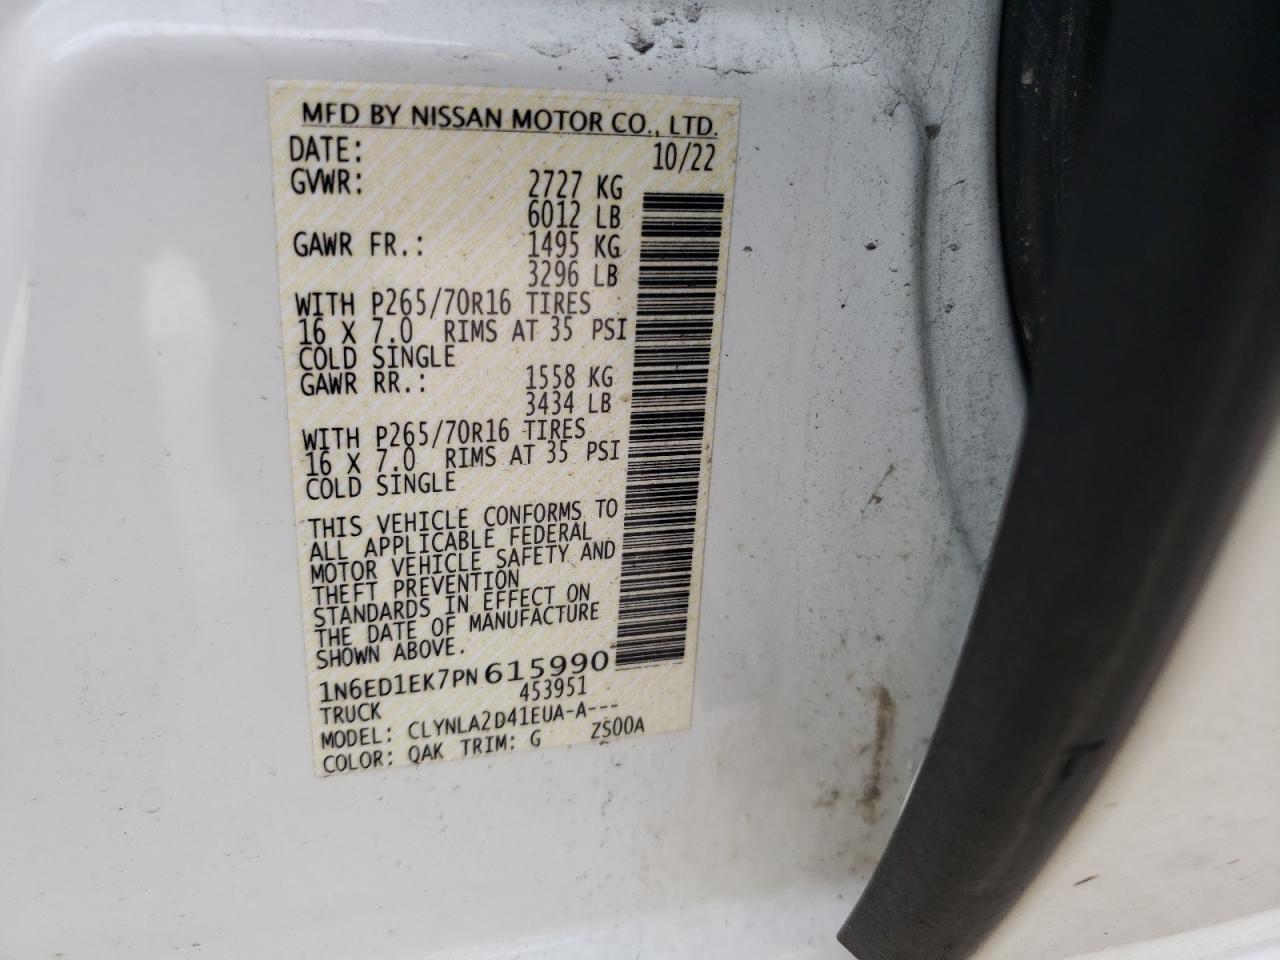 MFD BY NISSAN MOTOR CO., LTD.
DATE: 10/22
GVWR: 2727 KG
6012 LB
GAWR FR.: 1495 KG
3296 LB
WITH P265/70R16 TIRES
16 X 7.0 RIMS AT 35 PSI
COLD SINGLE
GAWR RR.: 1558 KG
3434 LB
WITH P265/70R16 TIRES
16 X 7.0 RIMS AT 35 PSI
COLD SINGLE
THIS VEHICLE CONFORMS TO
ALL APPLICABLE FEDERAL
MOTOR VEHICLE SAFETY AND
THEFT PREVENTION
STANDARDS IN EFFECT ON
THE DATE OF MANUFACTURE
SHOWN ABOVE.
1N6ED1EK7PN615990
TRUCK 453951
MODEL: CLYNLA2D41EUA-A---
COLOR: QAK TRIM: G ZS00A